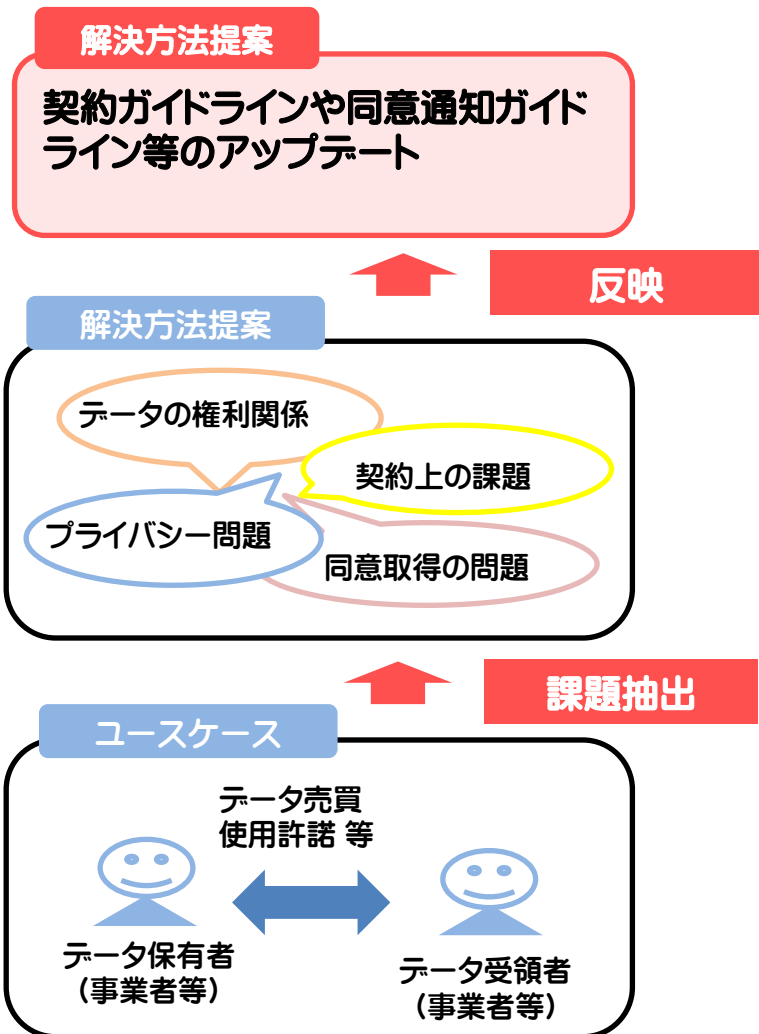 解決方法提案
契約ガイドラインや同意通知ガイド
ライン等のアップデート
反映
解決方法提案
データの権利関係
契約上の課題
プライバシー問題
同意取得の問題
課題抽出
ユースケース
データ売買
使用許諾 等
データ保有者
（事業者等）
データ受領者
（事業者等）